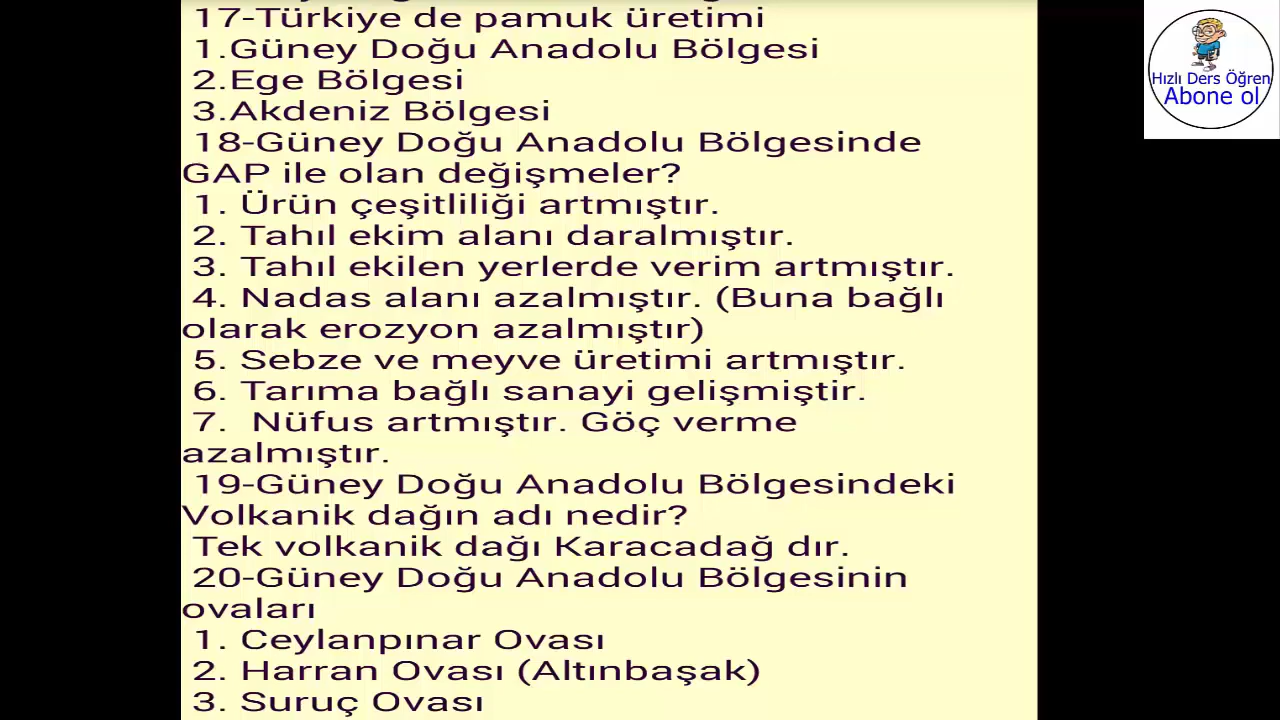 17-Türkiye de pamuk üretimi
1.Güney Doğu Anadolu Bölgesi
2.Ege Bölgesi
3.Akdeniz Bölgesi
18-Güney Doğu Anadolu Bölgesinde
GAP ile olan değişmeler?
1. Ürün çeşitliliği artmıştır.
2. Tahıl ekim alanı daralmıştır.
3. Tahıl ekilen yerlerde verim artmıştır.
4. Nadas alanı azalmıştır. (Buna bağlı
olarak erozyon azalmıştır)
5. Sebze ve meyve üretimi artmıştır.
6. Tarıma bağlı sanayi gelişmiştir.
7. Nüfus artmıştır. Göç verme
azalmıştır.
19-Güney Doğu Anadolu Bölgesindeki
Volkanik dağın adı nedir?
Tek volkanik dağı Karacadağ dır.
20-Güney Doğu Anadolu Bölgesinin
ovaları
1. Ceylanpınar Ovası
2. Harran Ovası (Altınbaşak)
3. Suruç Ovası
Hızlı Ders Öğren
Abone ol